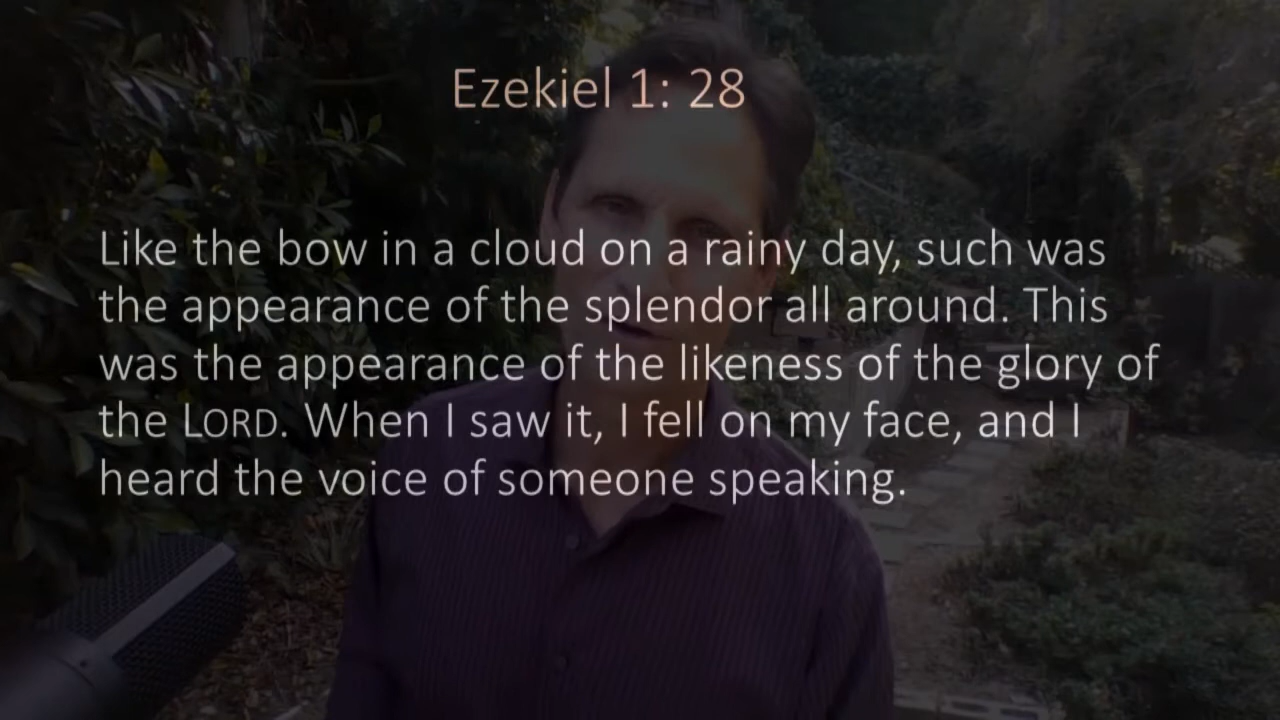 Ezekiel 1: 28
Like the bow in a cloud on a rainy day, such was
the appearance of the splendor all around. This
was the appearance of the likeness of the glory of
the LORD. When I saw it, I fell on my face, and I
heard the voice of someone speaking.